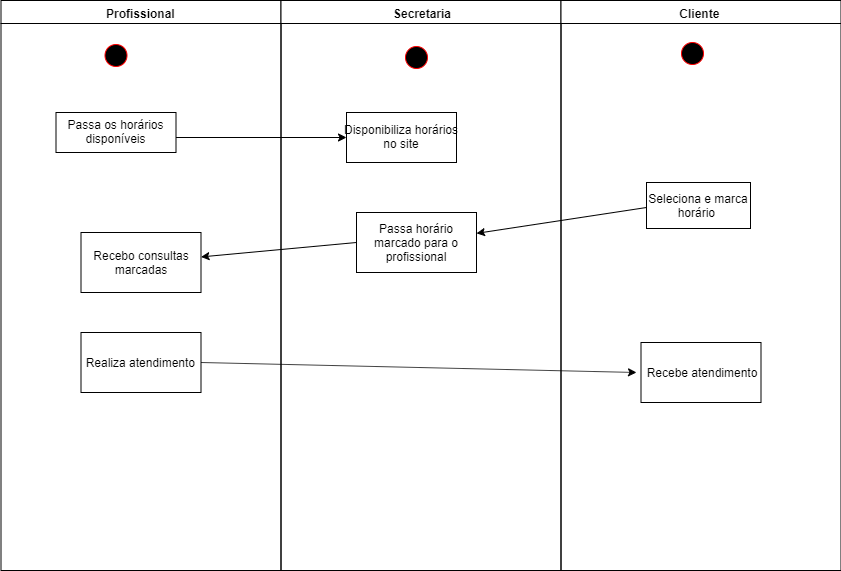 Profissional
Secretaria
Cliente
Passa os horários
disponíveis
Disponibiliza horários
no site
Seleciona e marca
horário
Passa horário
marcado para o
profissional
Recebo consultas
marcadas
Realiza atendimento
Recebe atendimento